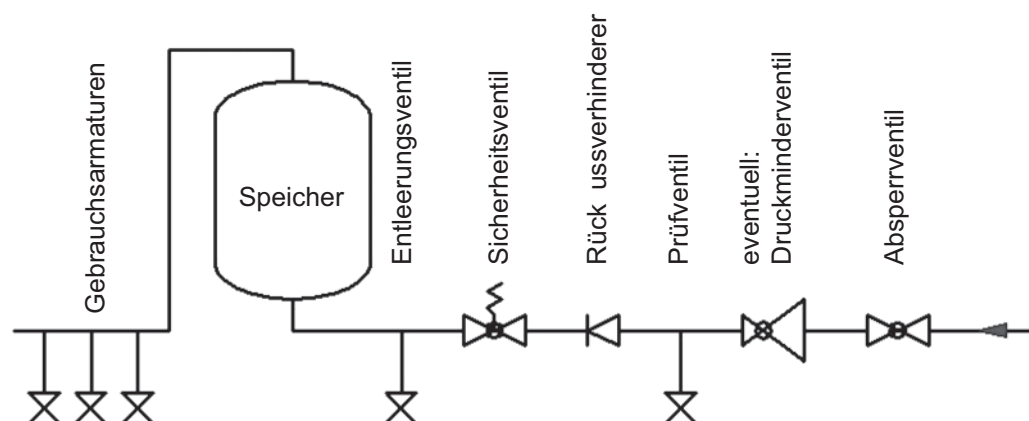 Gebrauchsarmaturen
Speicher
Entleerungsventil
Sicherheitsventil
Rück ussverhinderer
Prüfventil
eventuell:
Druckminderventil
Absperrventil